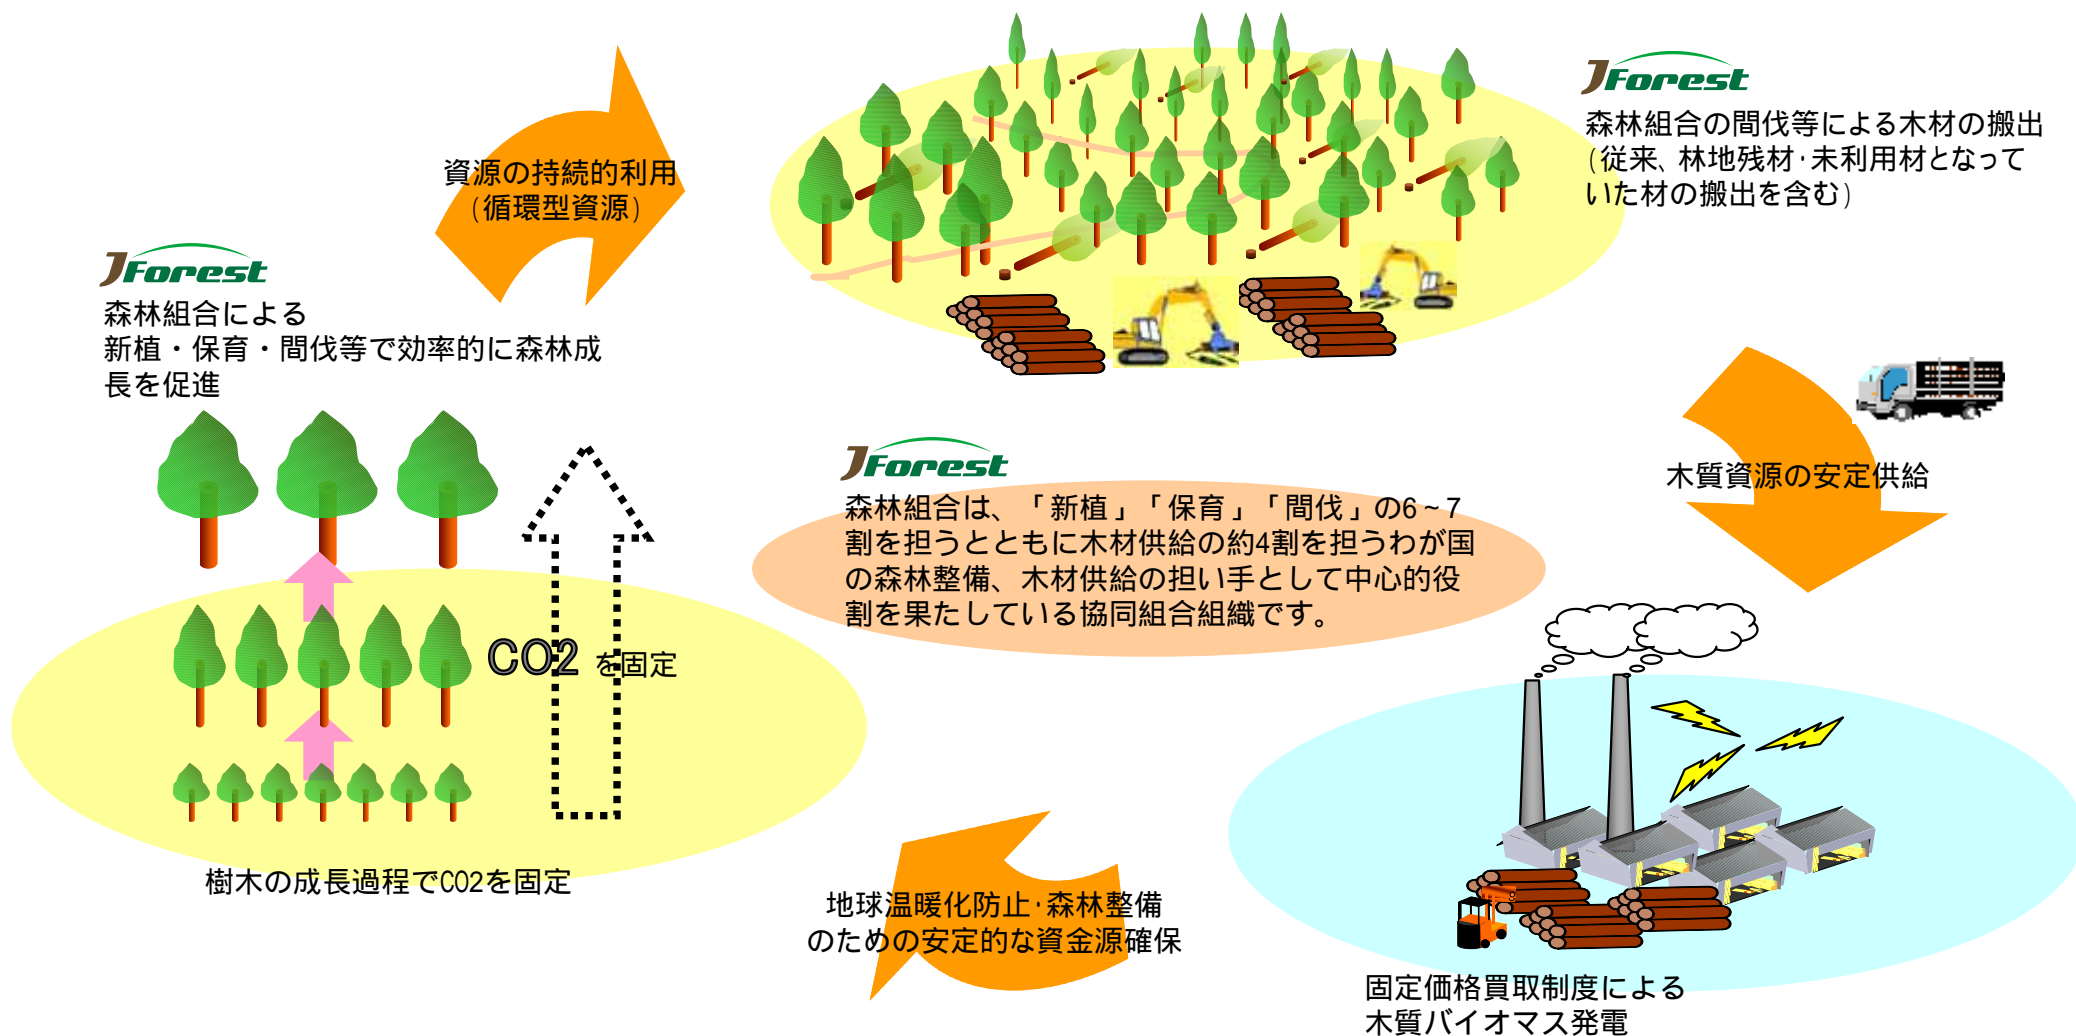 JForest
森林組合の間伐等による木材の搬出
(従来、林地残材･未利用材となって
いた材の搬出を含む)
資源の持続的利用
(循環型資源)
JForest
森林組合による
新植・保育・間伐等で効率的に森林成
長を促進
木質資源の安定供給
JForest
森林組合は、「新植」「保育」「間伐」の6~7
割を担うとともに木材供給の約4割を担うわが国
の森林整備、木材供給の担い手として中心的役
割を果たしている協同組合組織です。
CO2 を固定
樹木の成長過程でCO2を固定
地球温暖化防止･森林整備
のための安定的な資金源確保
固定価格買取制度による
木質バイオマス発電